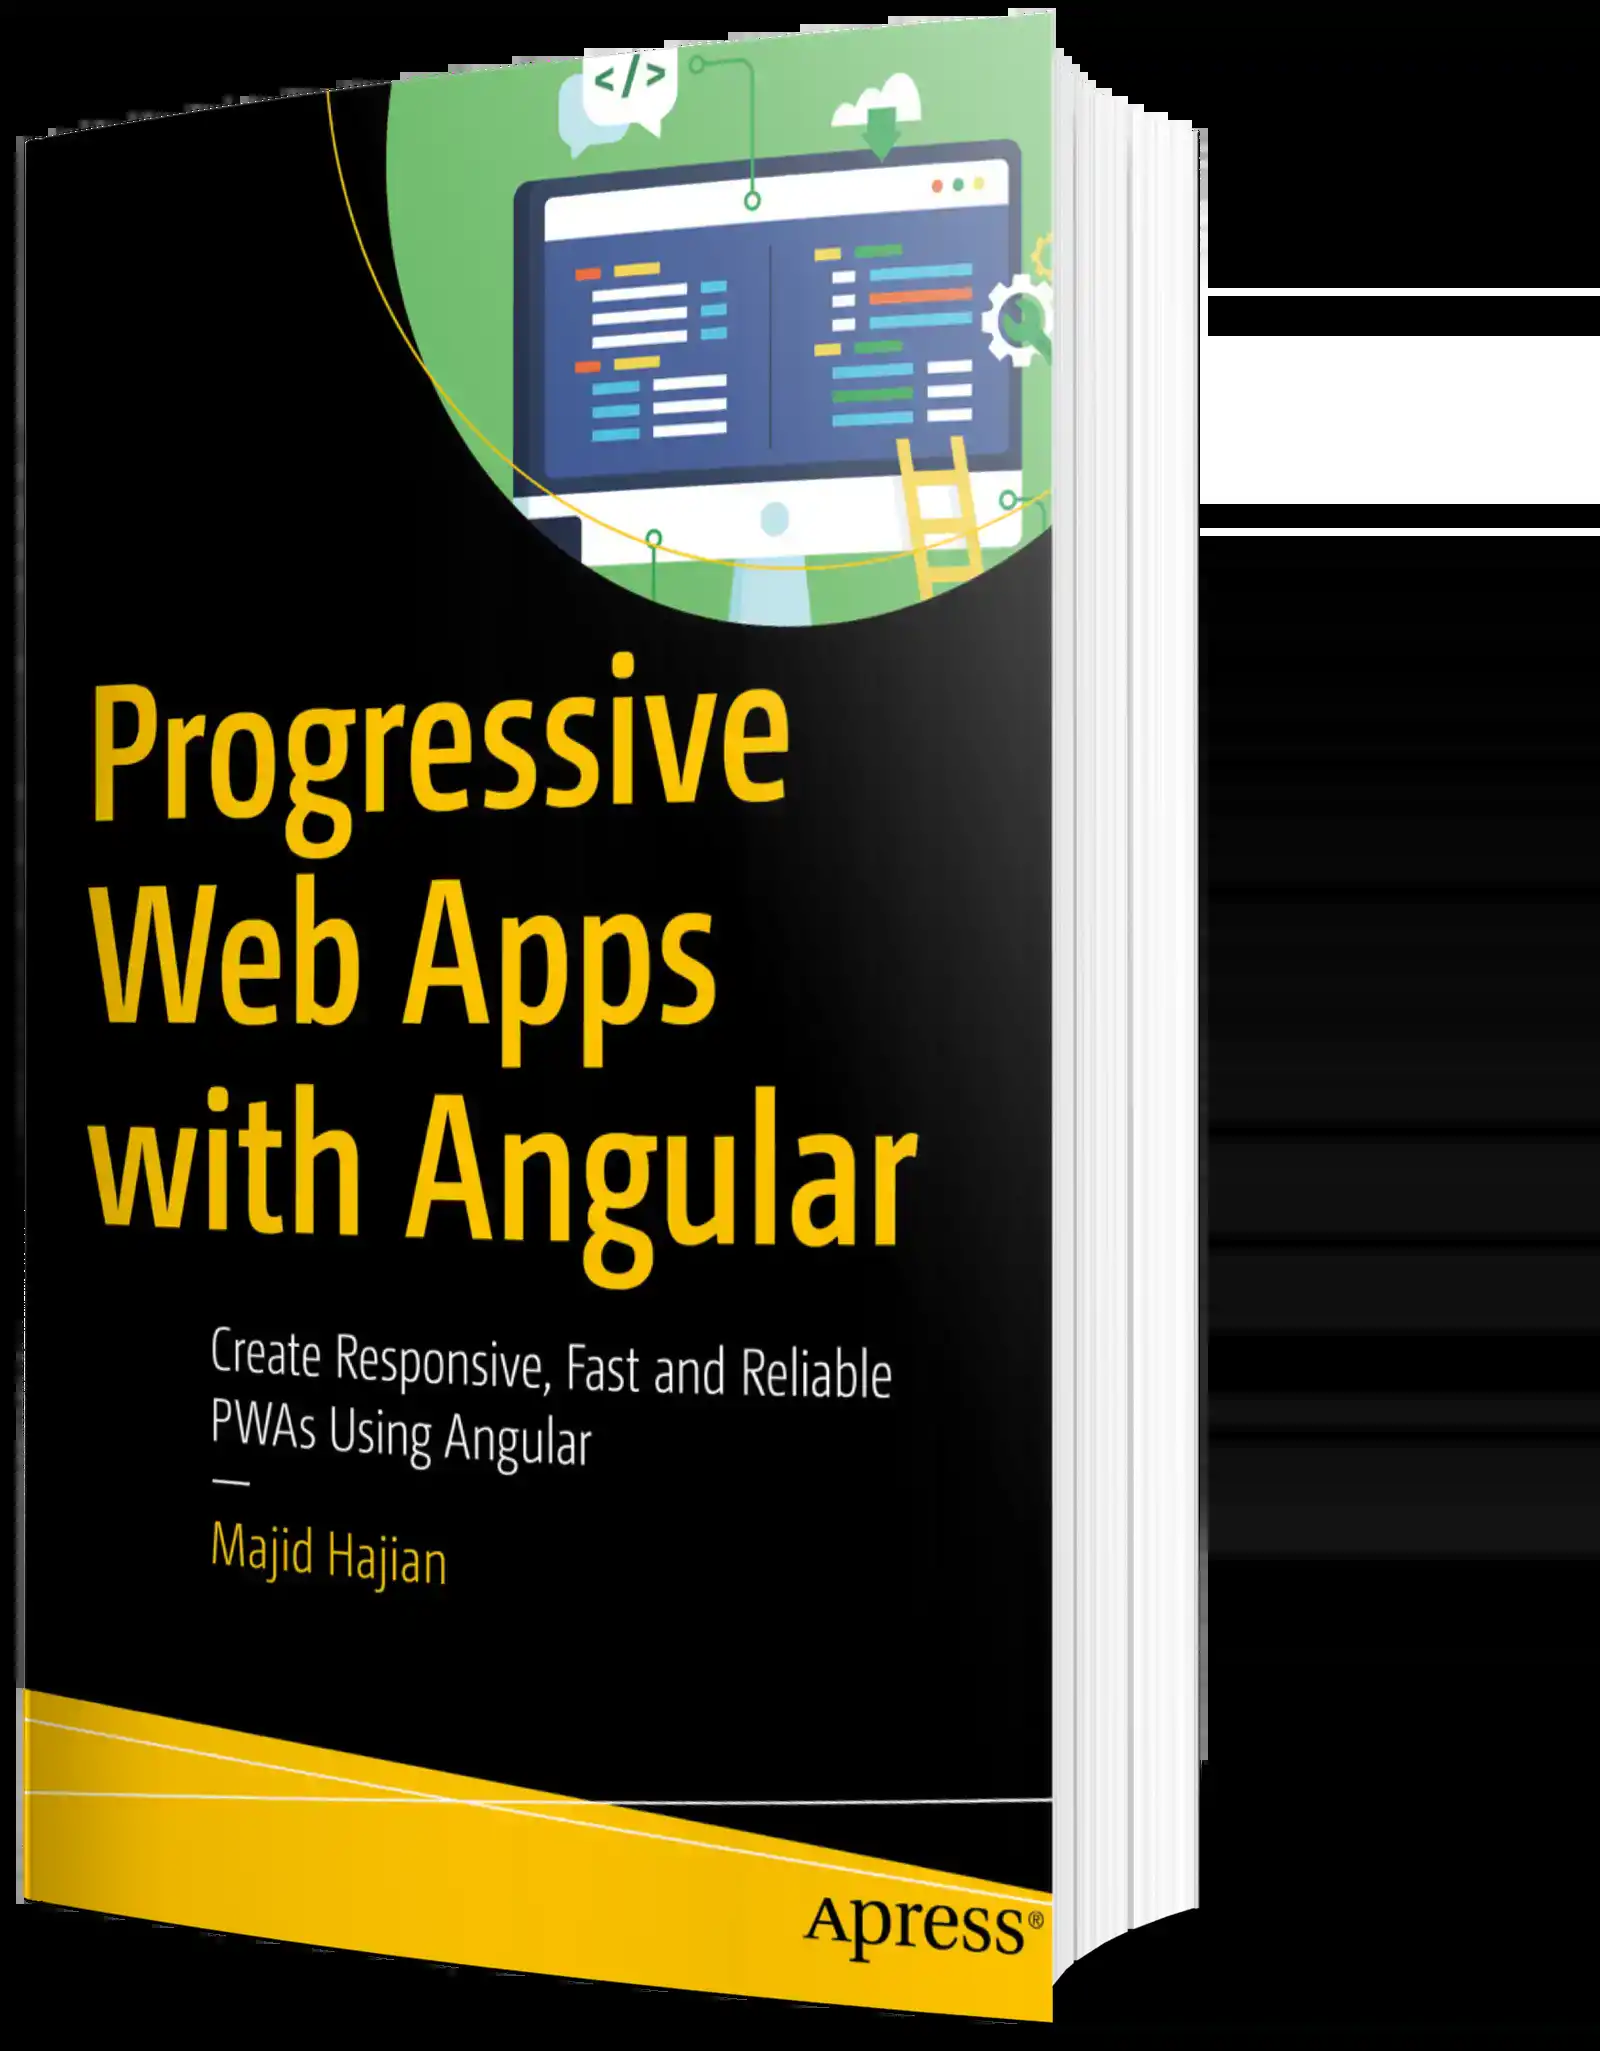 </>
Progressive
Web Apps
with Angular
Create Responsive, Fast and Reliable
PWAs Using Angular
—
Majid Hajian
Apress®